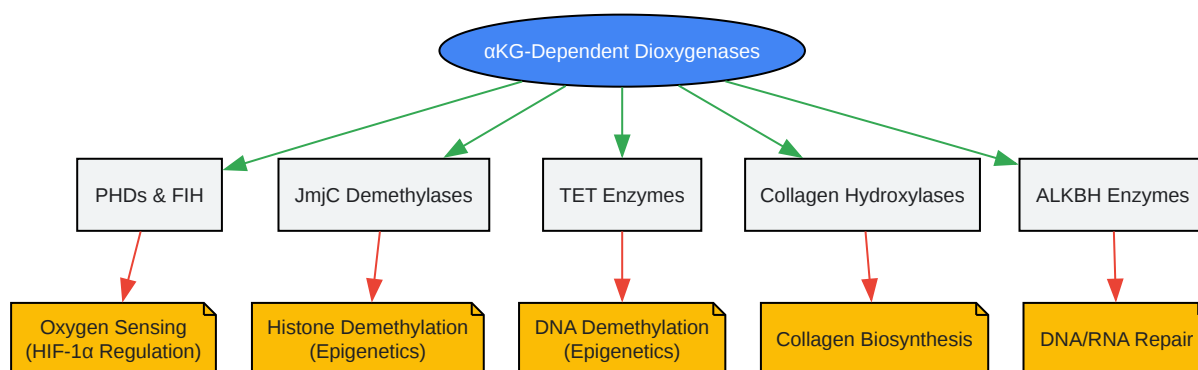 αKG-Dependent Dioxygenases
PHDs & FIH
JmjC Demethylases
TET Enzymes
Collagen Hydroxylases
ALKBH Enzymes
Oxygen Sensing
(HIF-1α Regulation)
Histone Demethylation
(Epigenetics)
DNA Demethylation
(Epigenetics)
Collagen Biosynthesis
DNA/RNA Repair